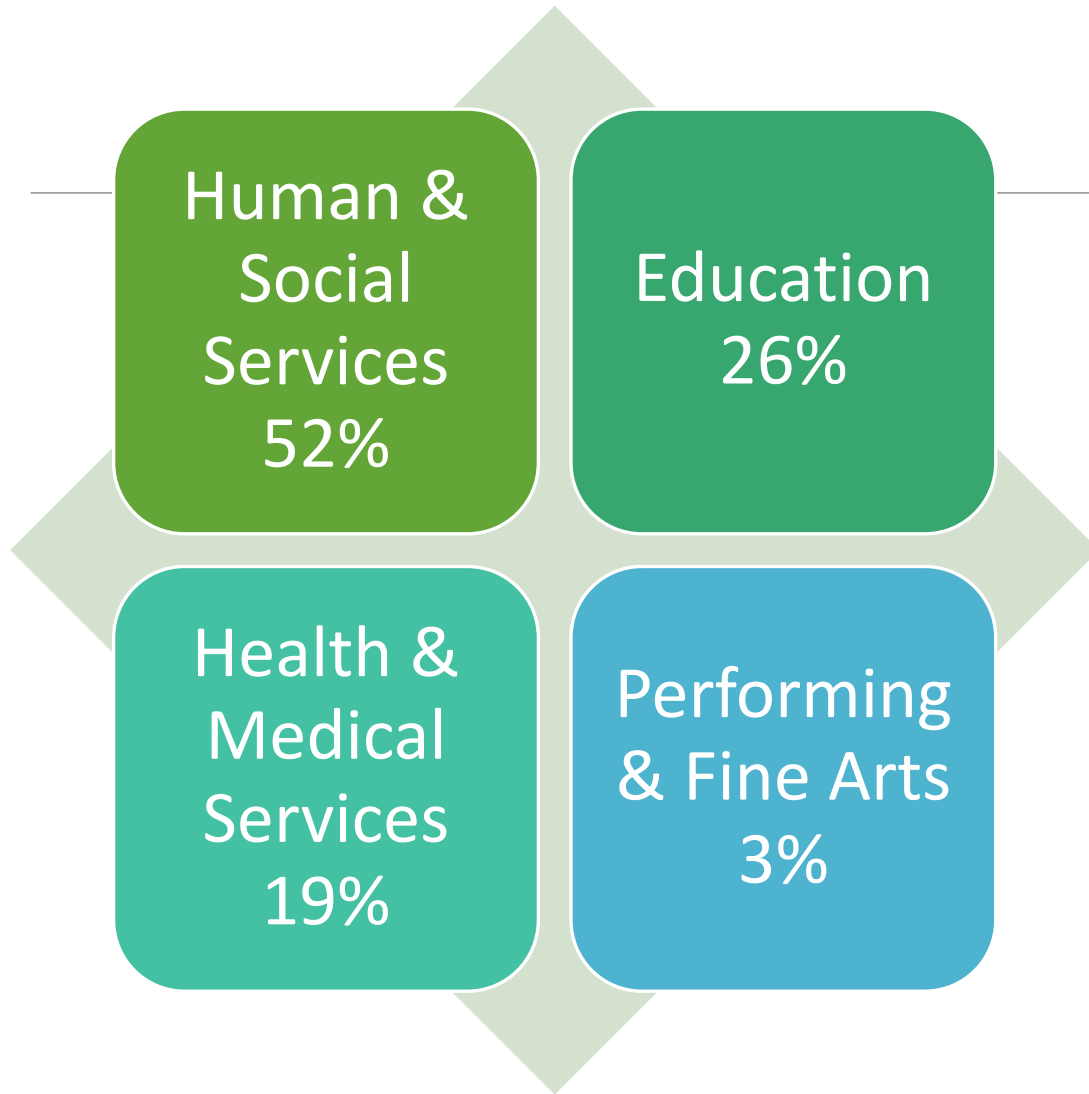 Human &
Social
Services
52%
Education
26%
Health &
Medical
Services
19%
Performing
& Fine Arts
3%